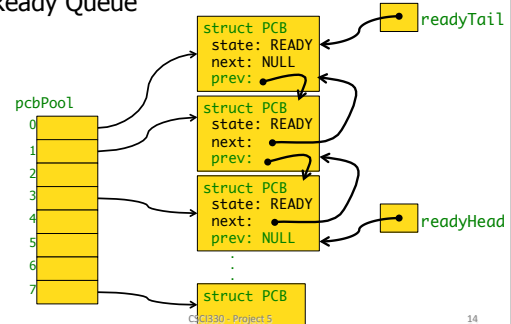 Ready Queue
readyTail
struct PCB
state: READY
next: NULL
prev:
pcbPool
0
1
2
3
4
5
6
7
struct PCB
state: READY
next:
prev:
struct PCB
state: READY
next:
prev: NULL
readyHead
.
.
.
struct PCB
CSCI330 - Project 5
14